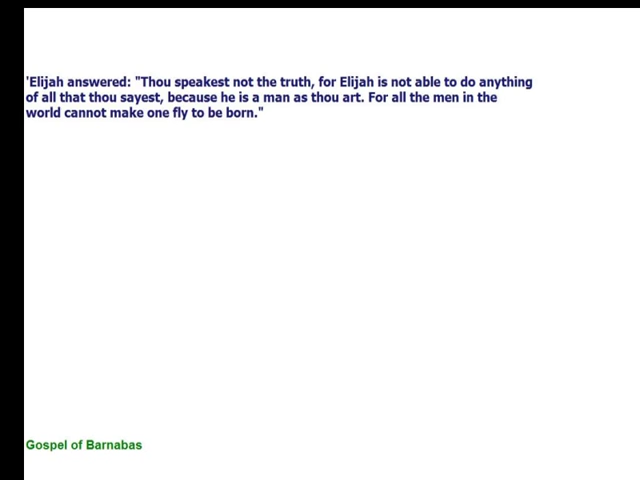 'Elijah answered: "Thou speakest not the truth, for Elijah is not able to do anything
of all that thou sayest, because he is a man as thou art. For all the men in the
world cannot make one fly to be born."
Gospel of Barnabas